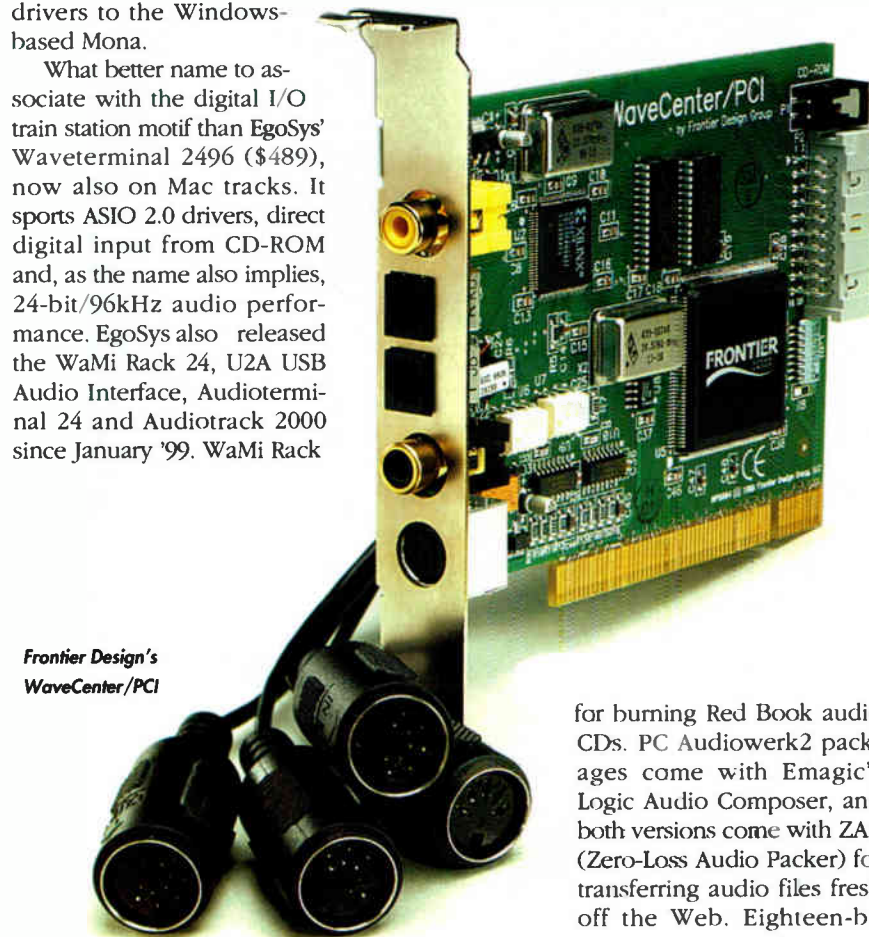 drivers to the Windows-
based Mona.
What better name to as-
sociate with the digital I/O
train station motif than EgoSys'
Waveterminal 2496 ($489),
now also on Mac tracks. It
sports ASIO 2.0 drivers, direct
digital input from CD-ROM
and, as the name also implies,
24-bit/96kHz audio perfor-
mance. EgoSys also released
the WaMi Rack 24, U2A USB
Audio Interface, Audiotermi-
nal 24 and Audiotrack 2000
since January '99. WaMi Rack
Frontier Design's
WaveCenter/PCI
WaveCenter/PCI
by Frontier Design Group
CD-ROM
XILINX
FRONTIER
CE
IN
for burning Red Book audi
CDs. PC Audiowerk2 pack
ages come with Emagic'
Logic Audio Composer, an
both versions come with ZA
(Zero-Loss Audio Packer) fo
transferring audio files fres
off the Web. Eighteen-b